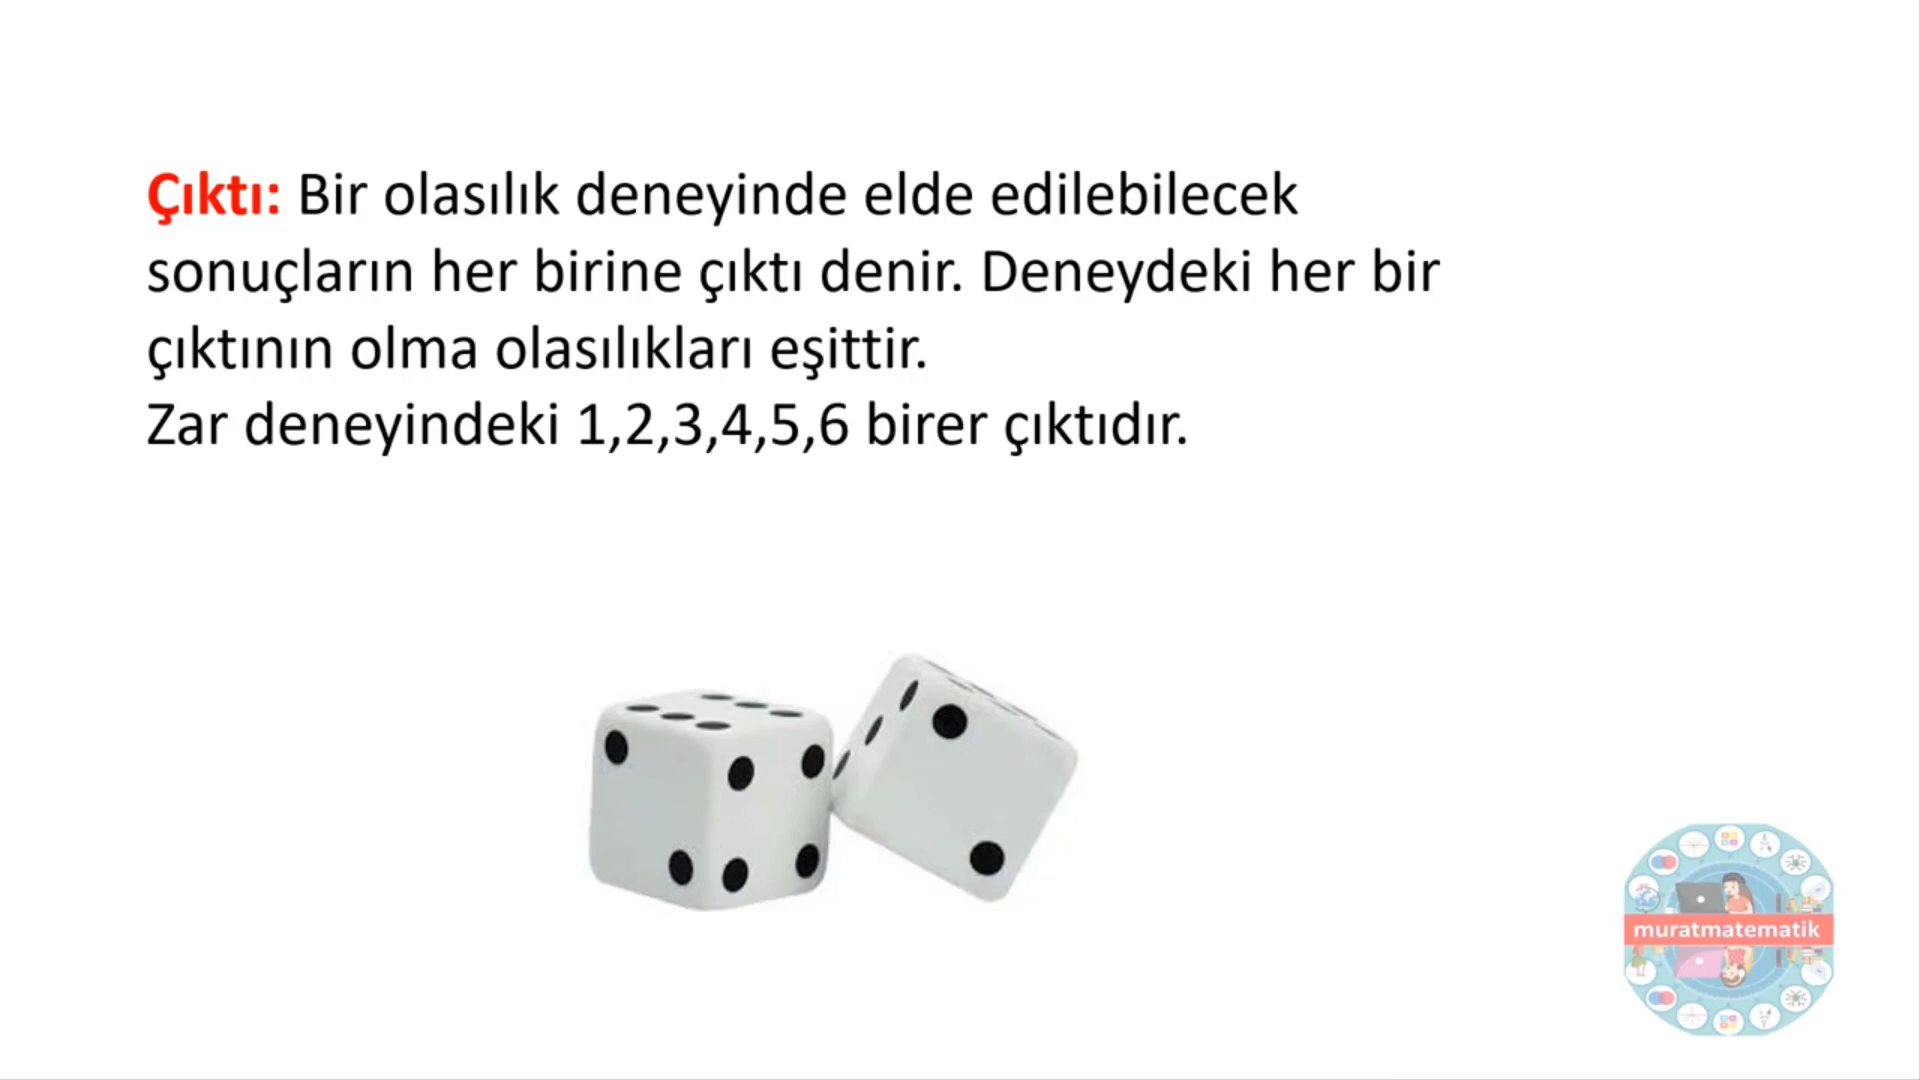 Çıktı: Bir olasılık deneyinde elde edilebilecek
sonuçların her birine çıktı denir. Deneydeki her bir
çıktının olma olasılıkları eşittir.
Zar deneyindeki 1,2,3,4,5,6 birer çıktıdır.
muratmatematik